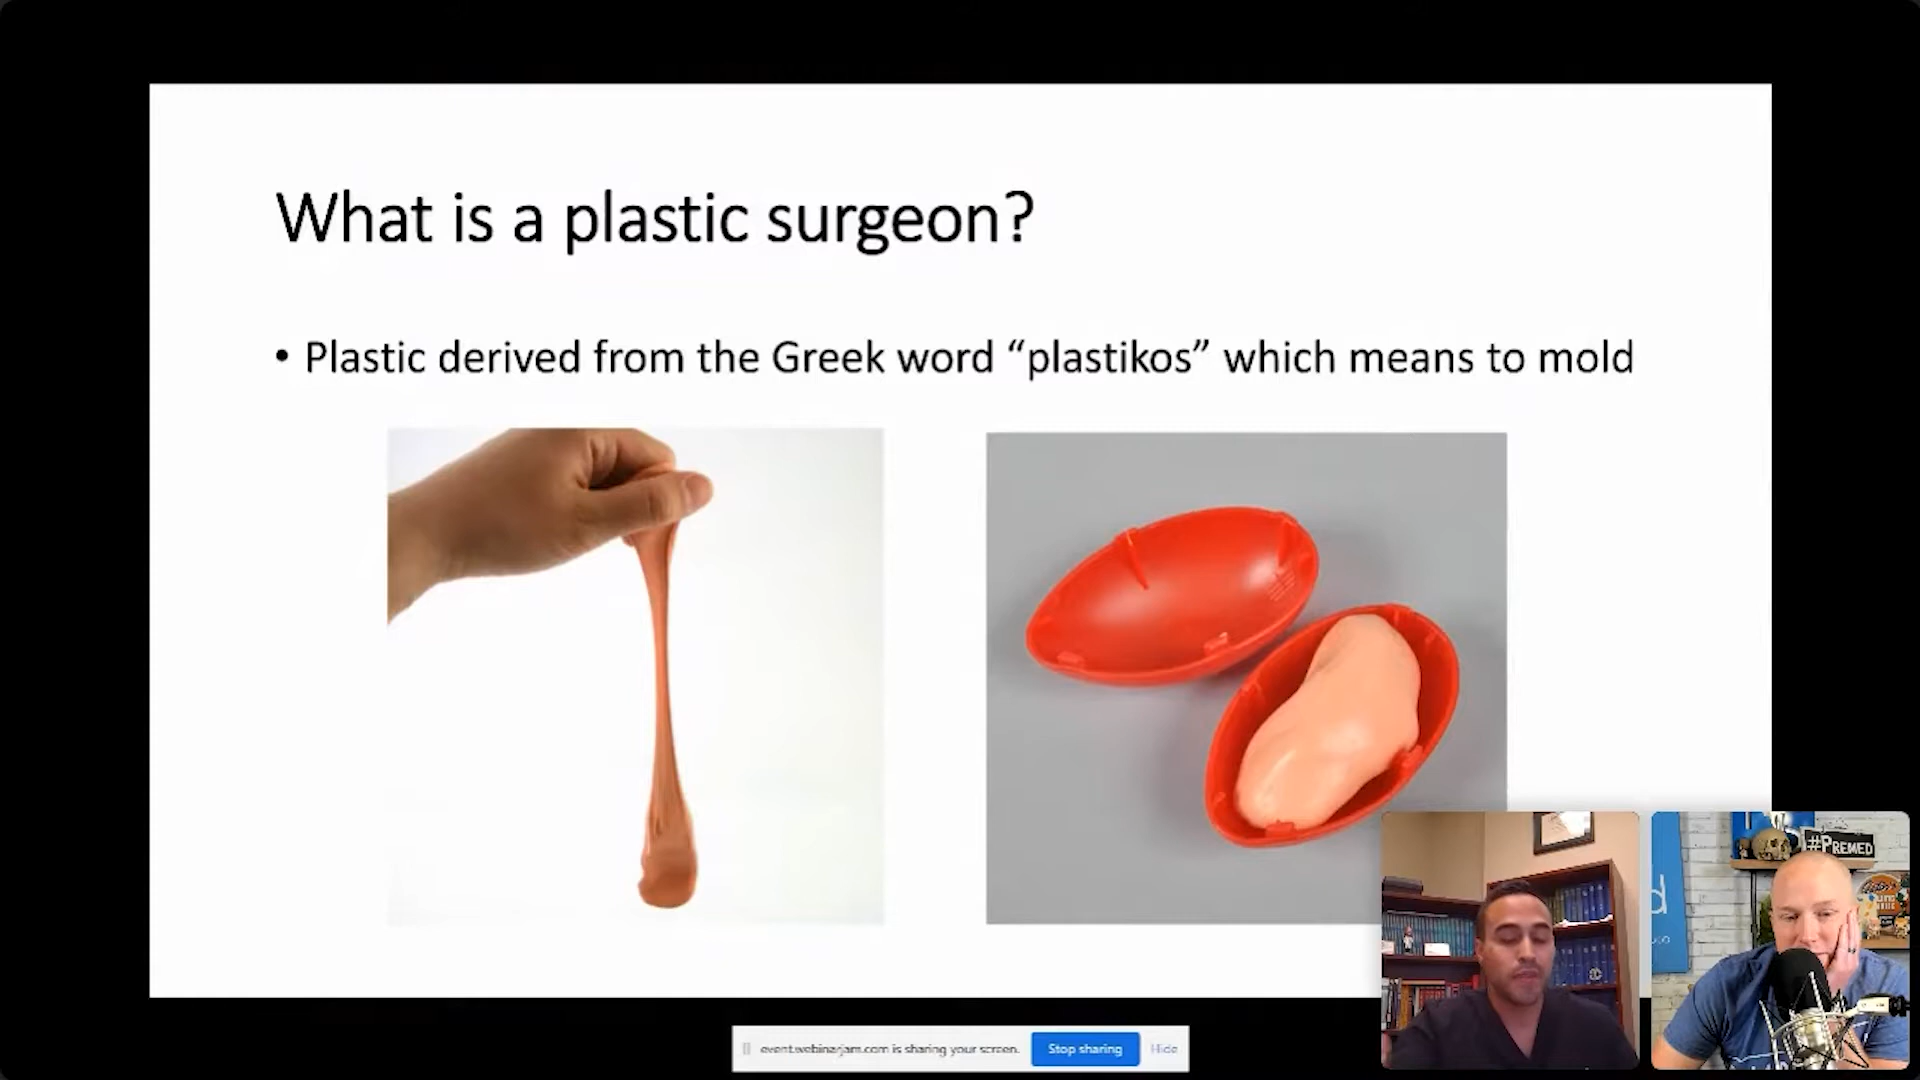 What is a plastic surgeon?
• Plastic derived from the Greek word “plastikos” which means to mold
#PREMED
d
event.webinarjam.com is sharing your screen.
Stop sharing
Hide